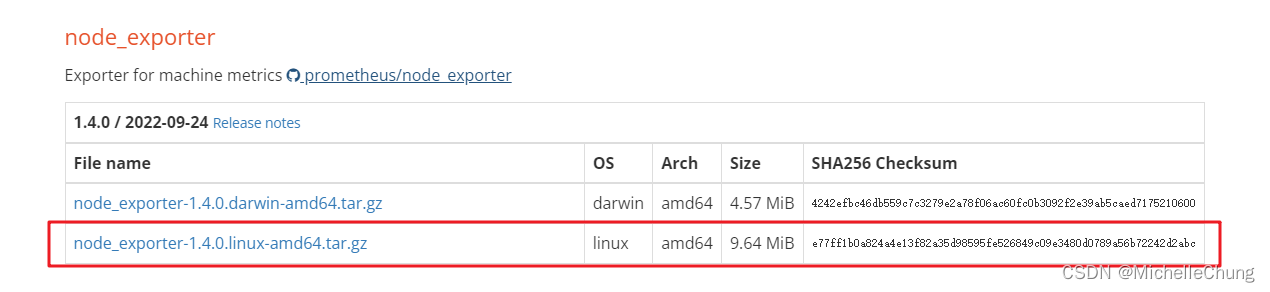 node_exporter
Exporter for machine metrics prometheus/node_exporter
1.4.0 / 2022-09-24 Release notes
File name OS Arch Size SHA256 Checksum
node_exporter-1.4.0.darwin-amd64.tar.gz darwin amd64 4.57 MiB 4242efbc46db559c7c3279e2a78f06ac60fc0b3092f2e39ab5caed7175210600
node_exporter-1.4.0.linux-amd64.tar.gz linux amd64 9.64 MiB e77ff1b0a824a4e13f82a35d98595fe526849c09e3480d0789a56b72242d2abc
CSDN @MichelleChung